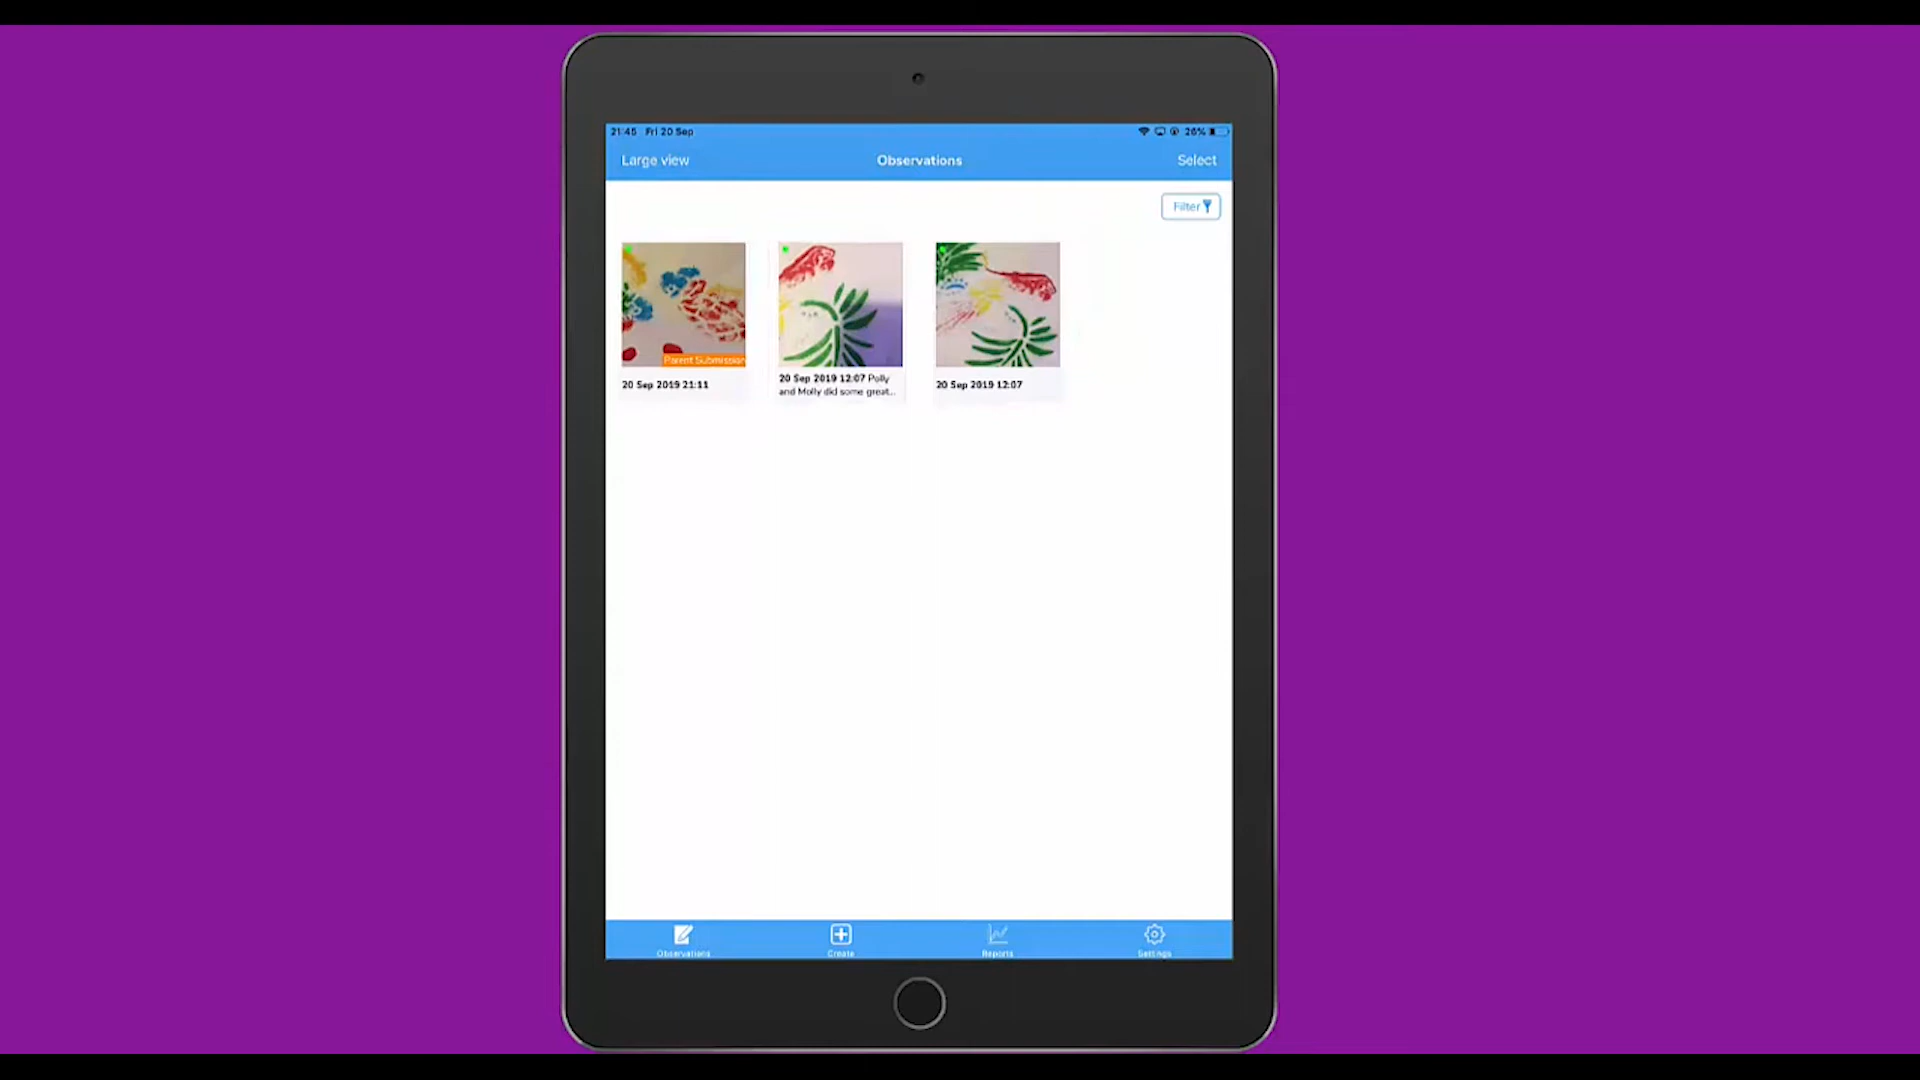 21:45 Fri 20 Sep
26%
Large view
Observations
Select
Filter
Parent Submission
20 Sep 2019 21:11
20 Sep 2019 12:07 Polly
and Molly did some great...
20 Sep 2019 12:07
Observations
Create
Reports
Settings